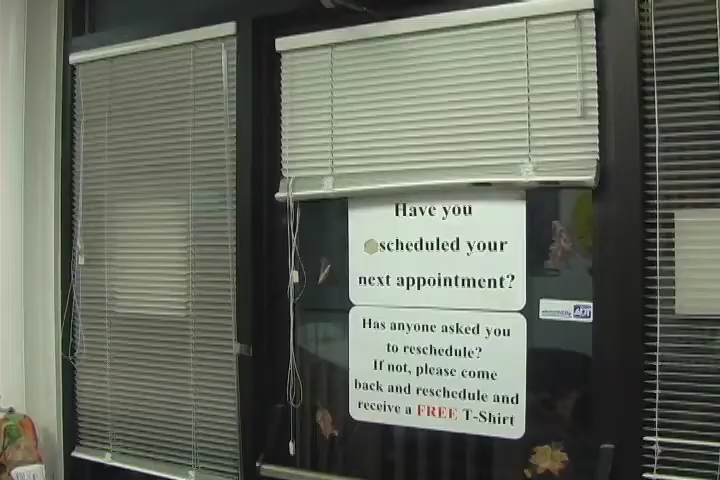 Have you
scheduled your
next appointment?
Has anyone asked you
to reschedule?
If not, please come
back and reschedule and
receive a FREE T-Shirt
ADT